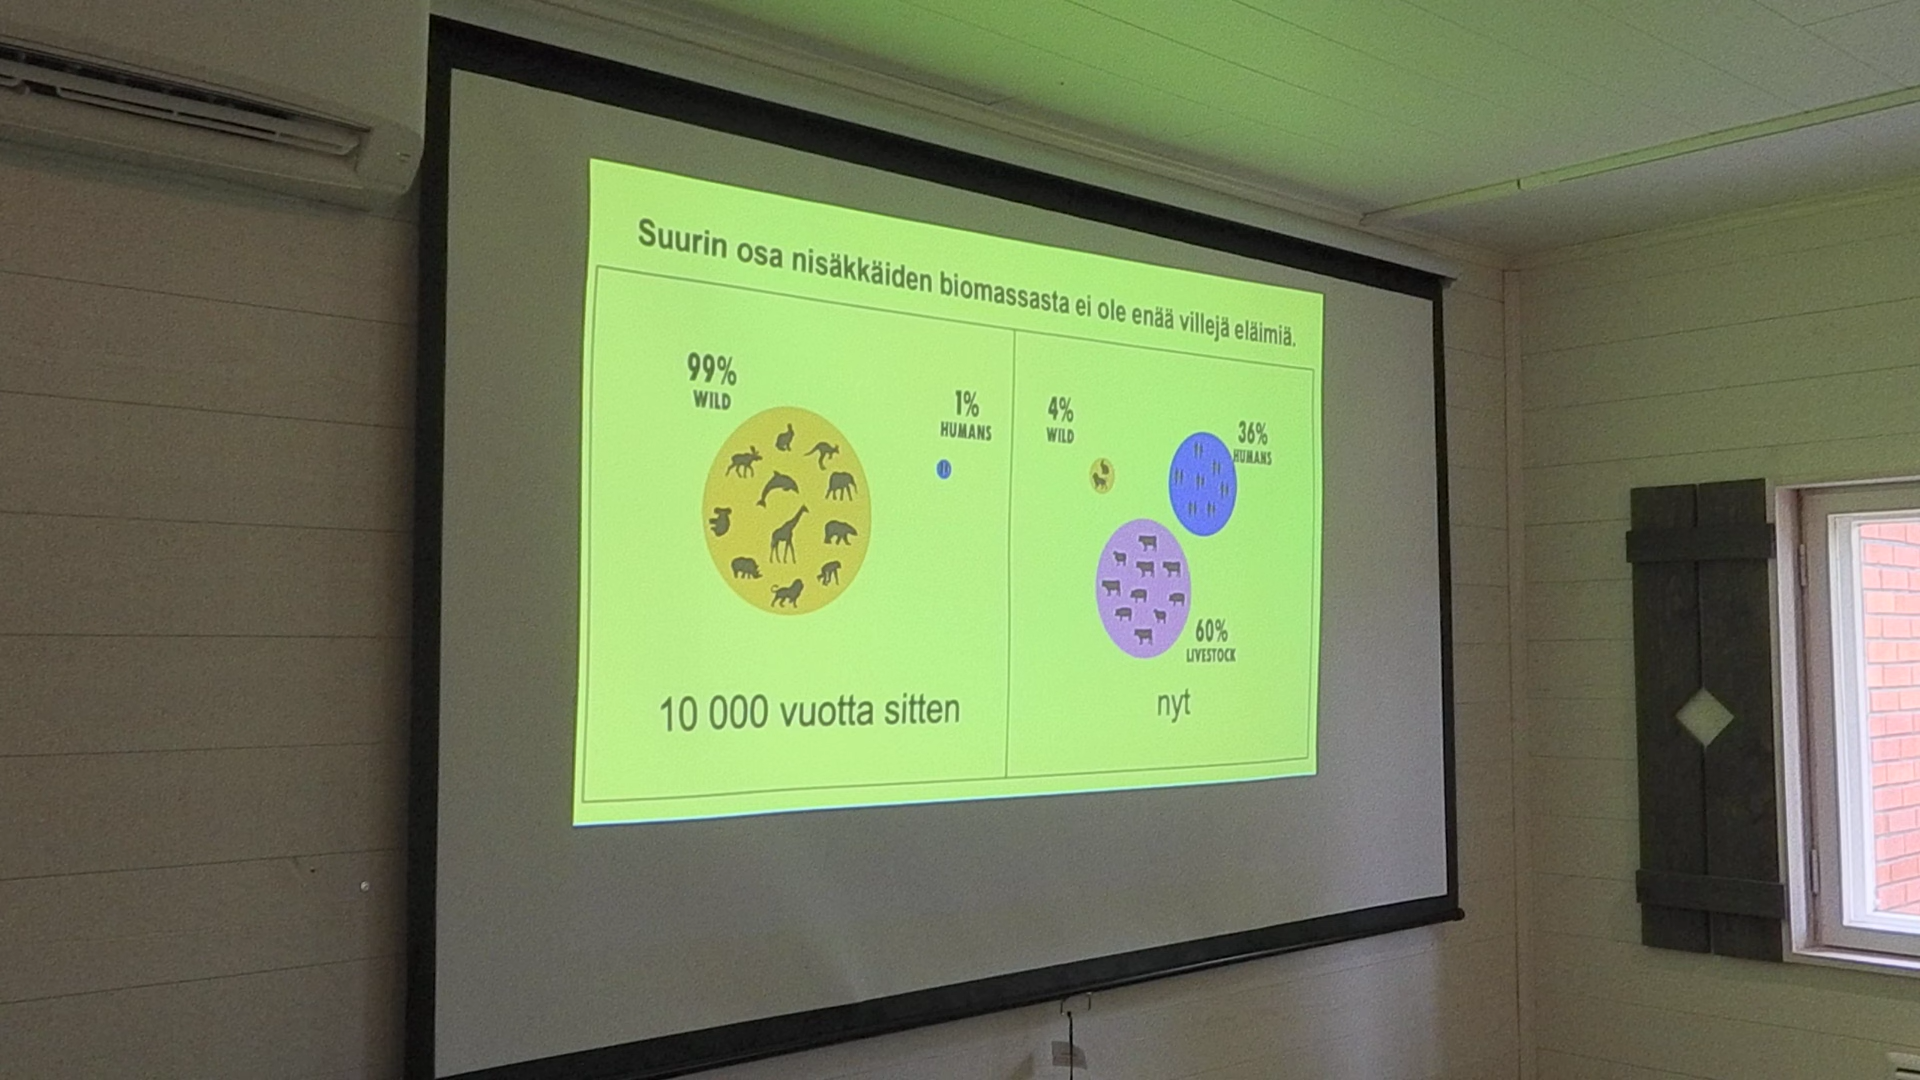 Suurin osa nisäkkäiden biomassasta ei ole enää villejä eläimiä.
99%
WILD
1%
HUMANS
10 000 vuotta sitten
4%
WILD
36%
HUMANS
60%
LIVESTOCK
nyt